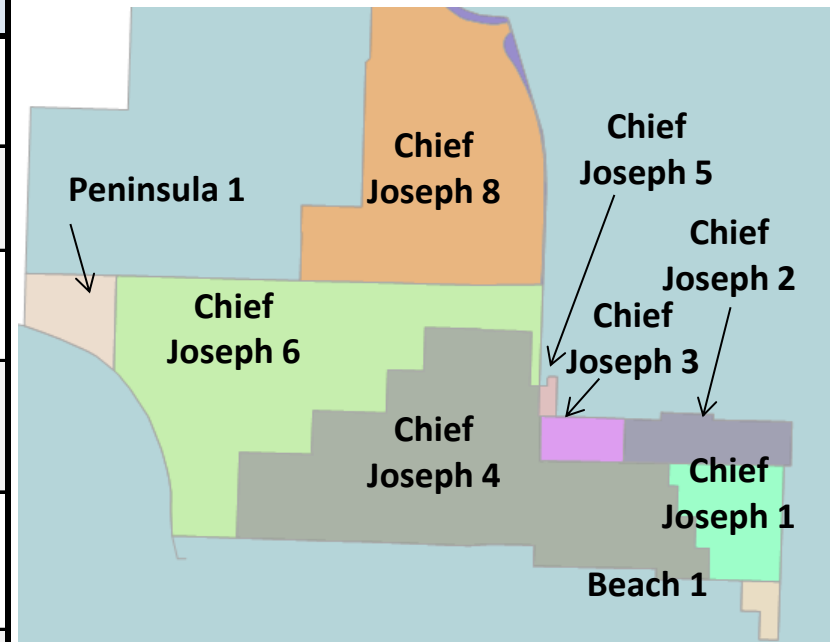 Chief
Joseph 5
Chief
Joseph 8
Peninsula 1
Chief
Joseph 2
Chief
Joseph 6
Chief
Joseph 3
Chief
Joseph 4
Chief
Joseph 1
Beach 1